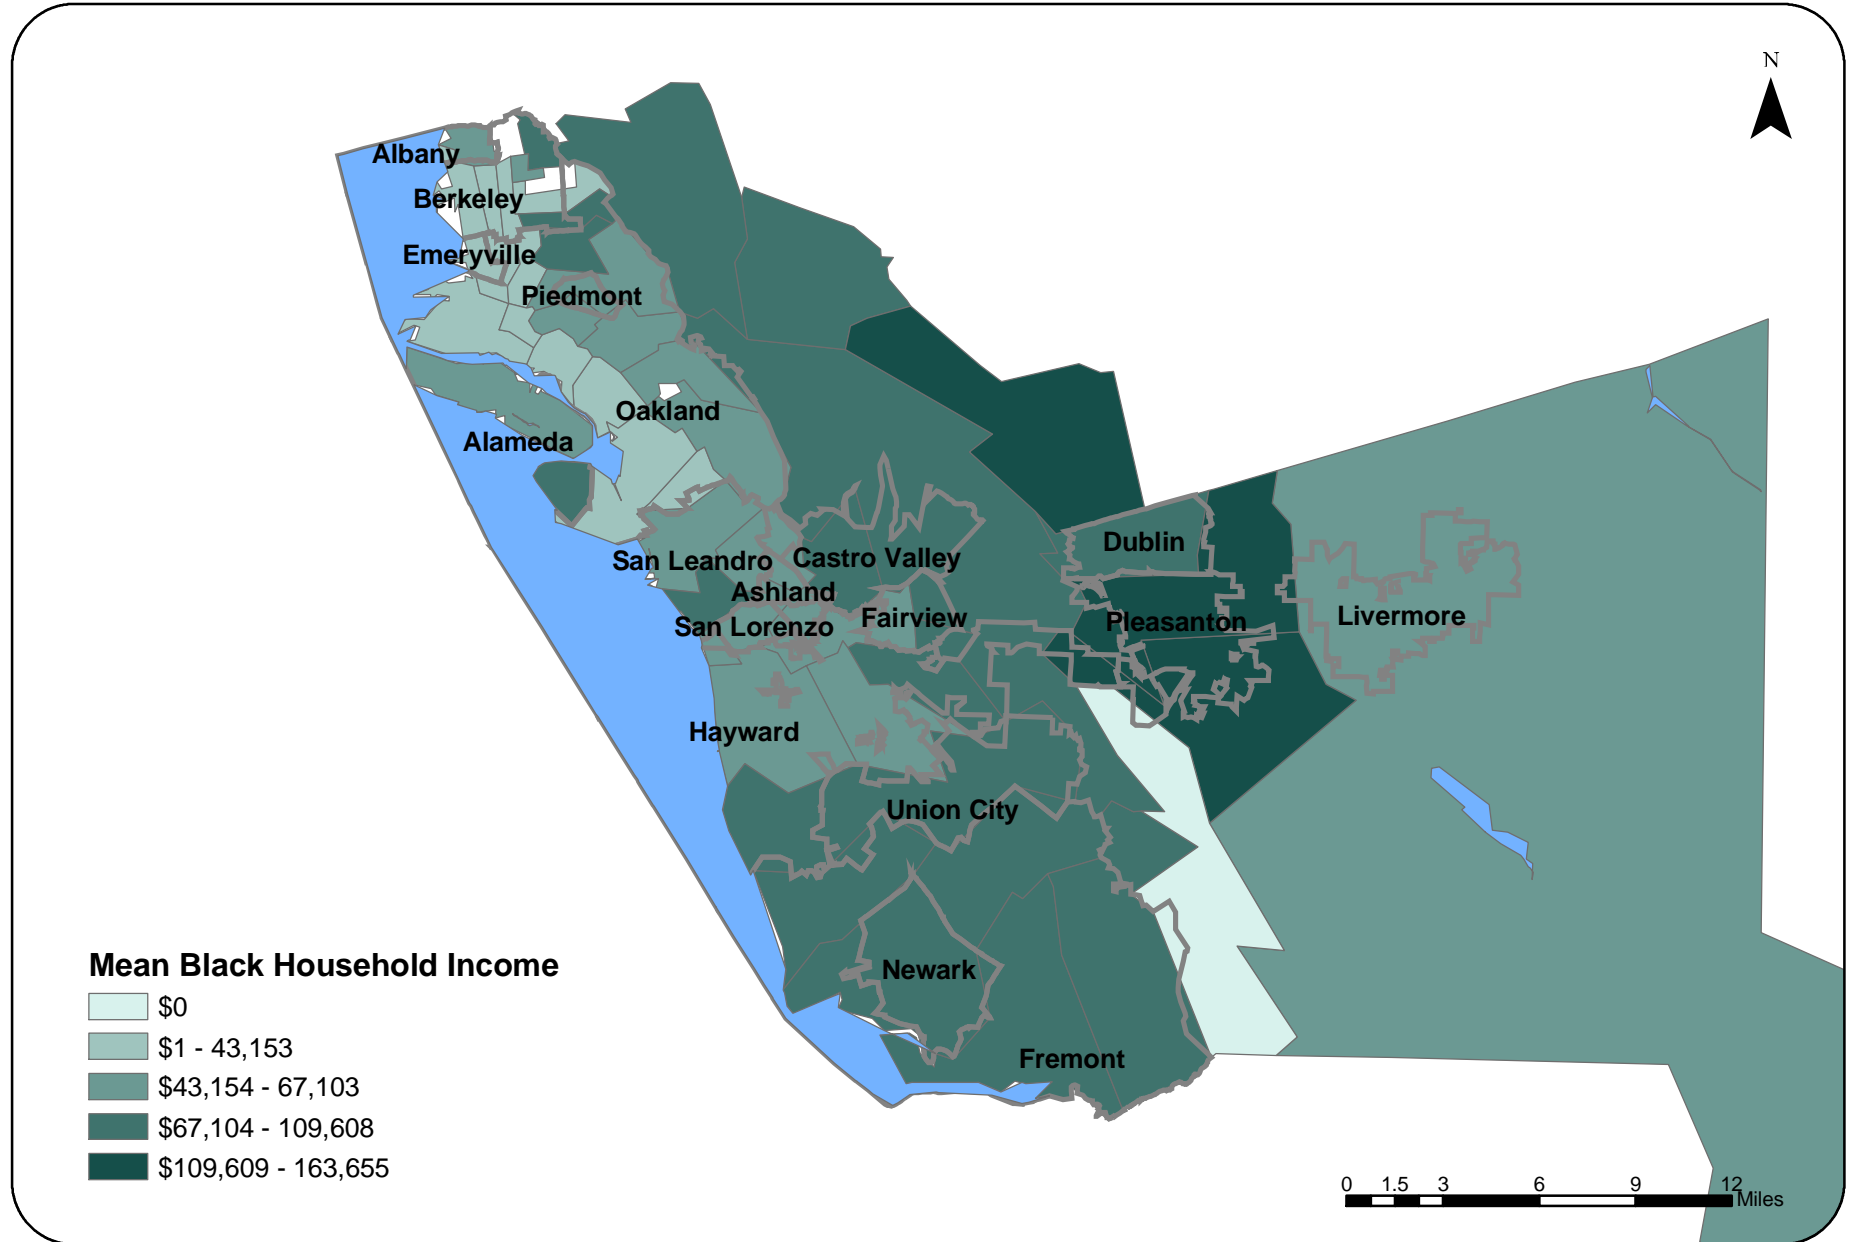 N
Albany
Berkeley
Emeryville
Piedmont
Oakland
Alameda
Dublin
San Leandro
Castro Valley
Ashland
Fairview
San Lorenzo
Pleasanton
Livermore
Hayward
Union City
Newark
Fremont
Mean Black Household Income
$0
$1 - 43,153
$43,154 - 67,103
$67,104 - 109,608
$109,609 - 163,655
0 1.5 3 6 9 12
Miles